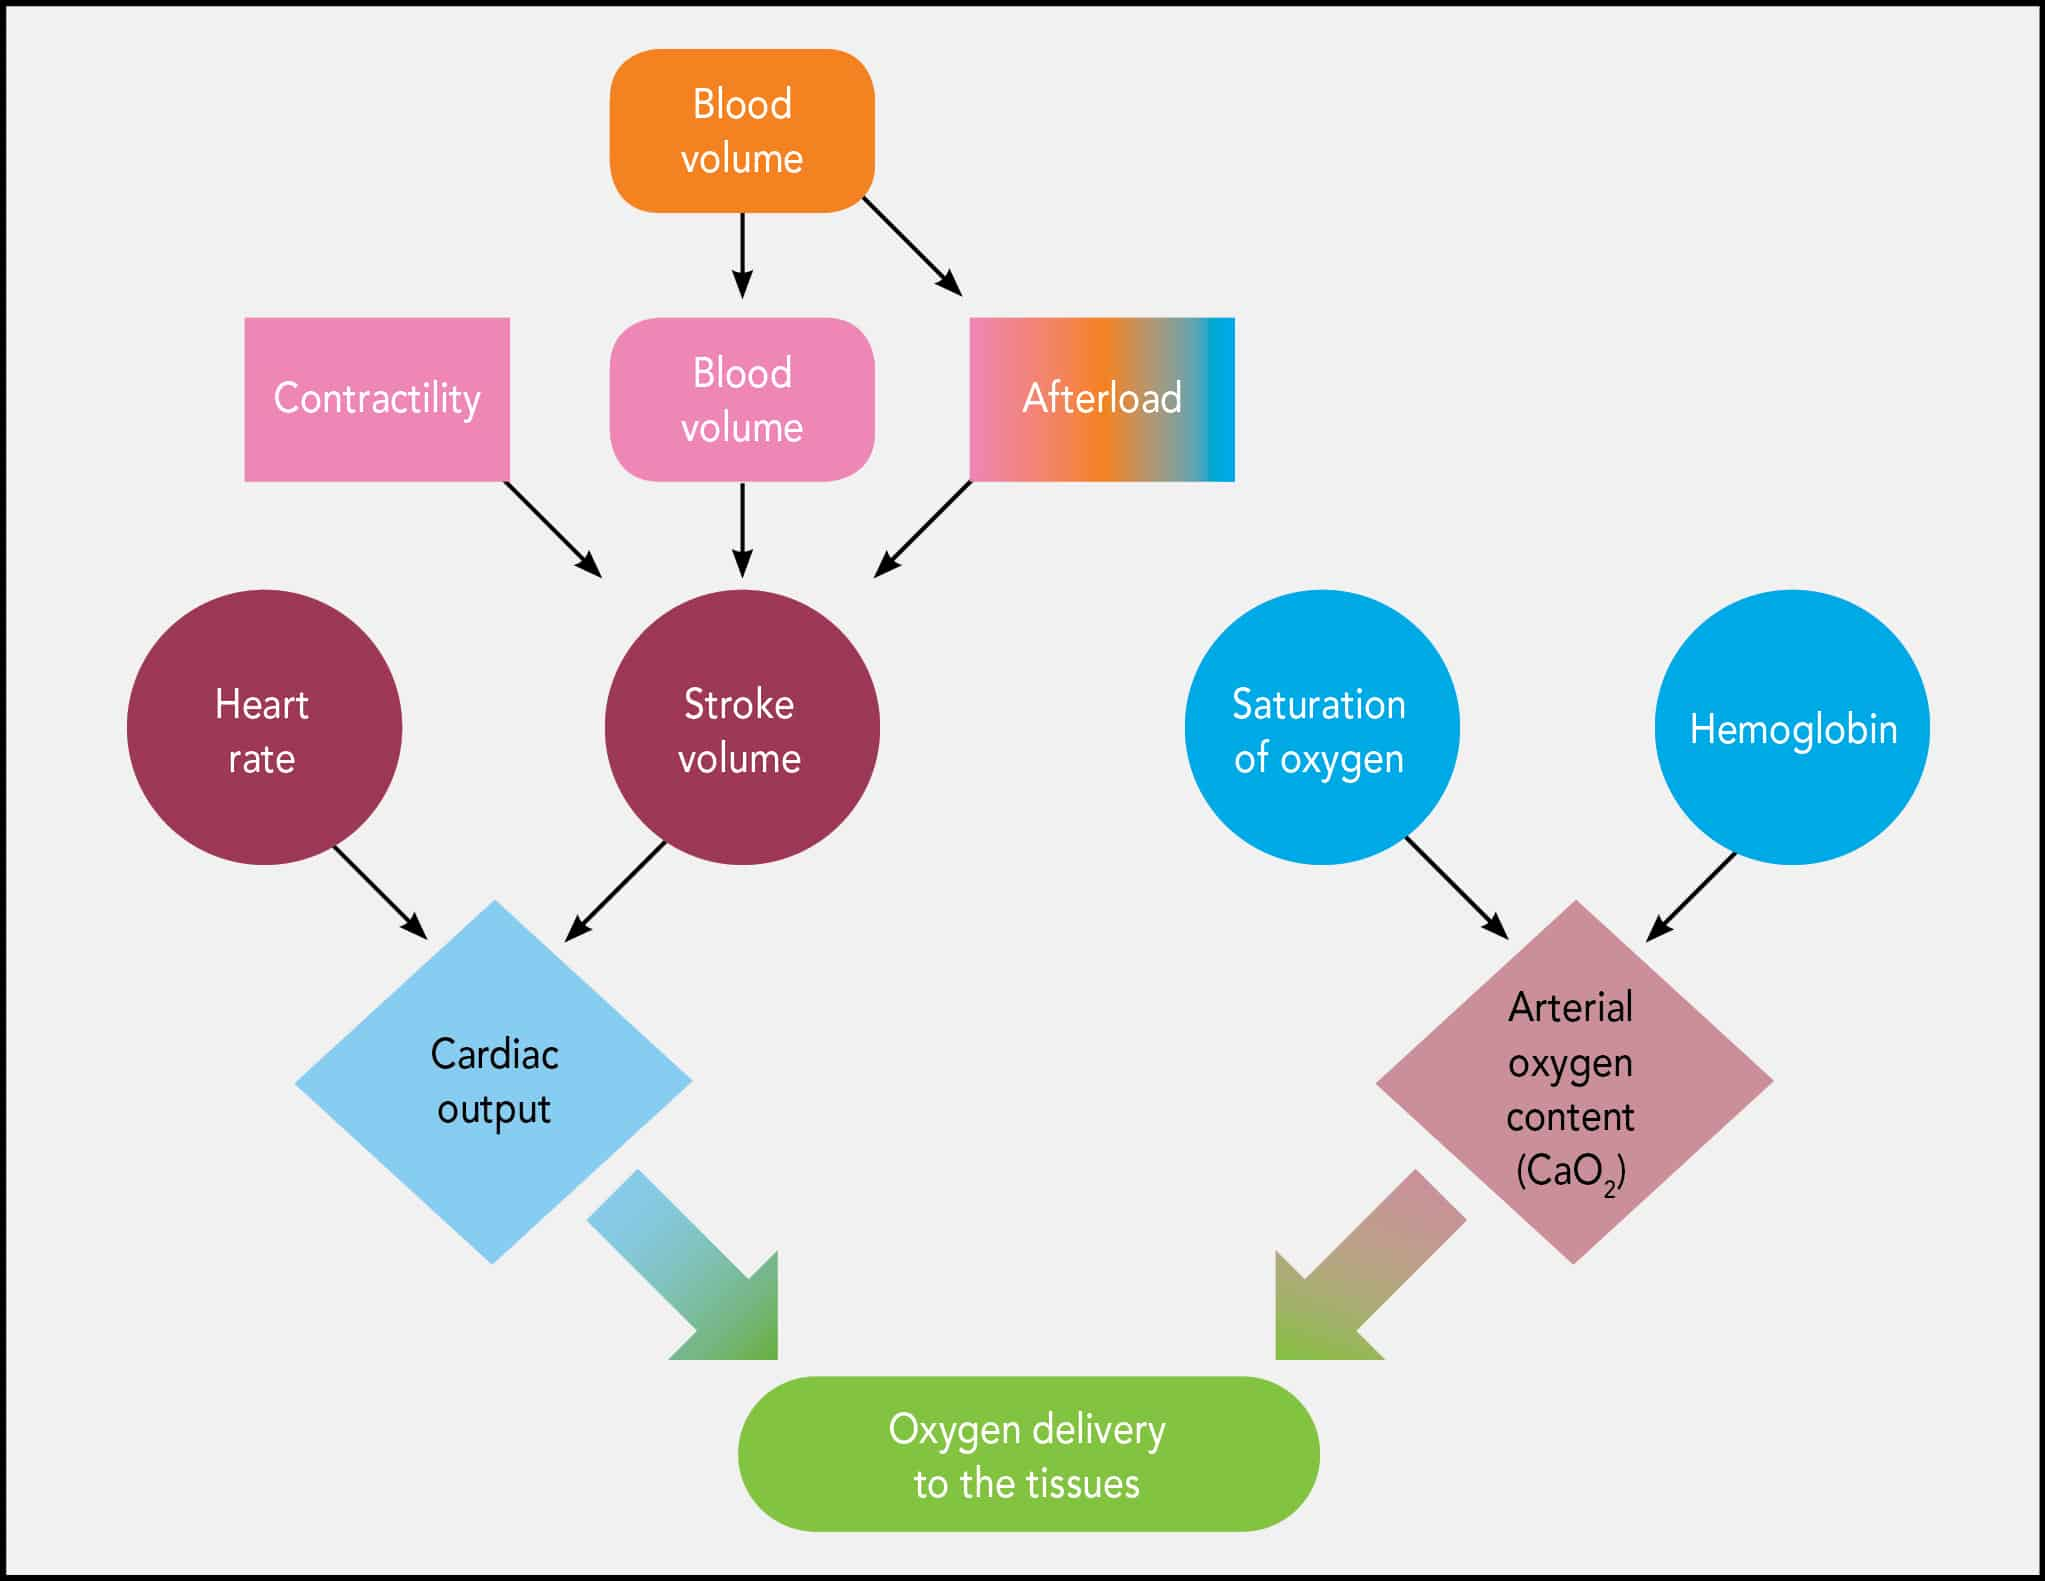 Blood
volume
Contractility
Blood
volume
Afterload
Heart
rate
Stroke
volume
Saturation
of oxygen
Hemoglobin
Cardiac
output
Arterial
oxygen
content
(CaO₂)
Oxygen delivery
to the tissues